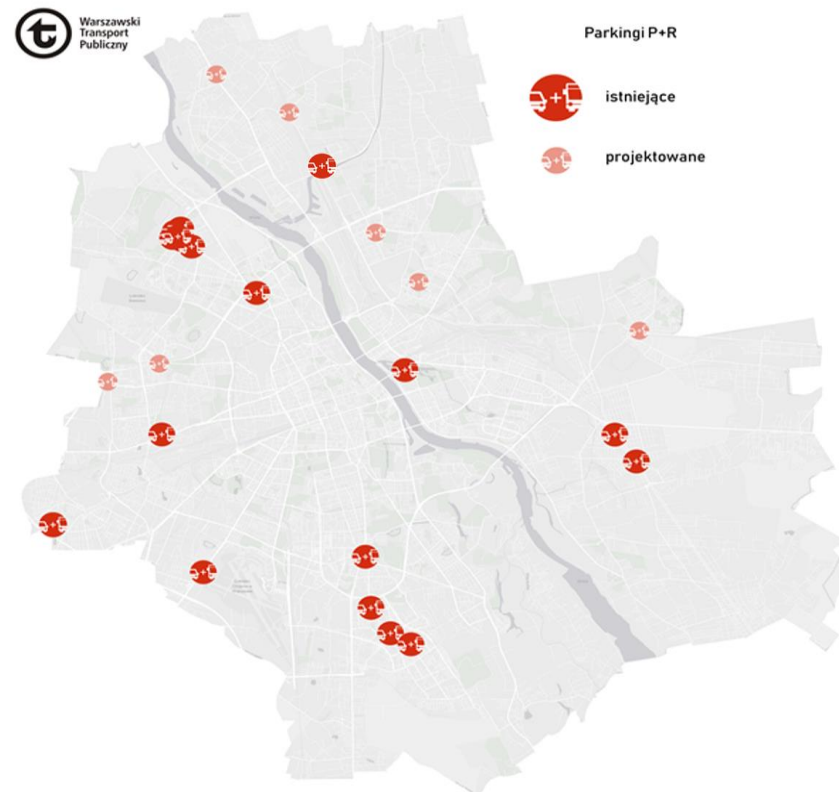 Warszawski
Transport
Publiczny
Parkingi P+R
istniejące
projektowane